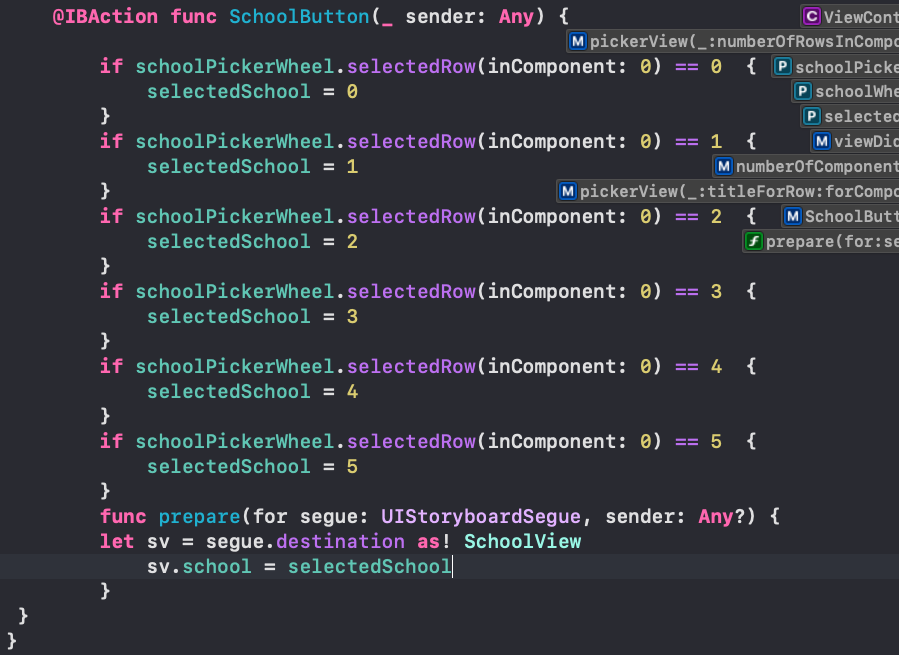 @IBAction func SchoolButton(_ sender: Any) {
C ViewCont
M pickerView(_:numberOfRowsInCompo
if schoolPickerWheel.selectedRow(inComponent: 0) == 0 {
P schoolPicke
selectedSchool = 0
P schoolWhe
}
P selected
if schoolPickerWheel.selectedRow(inComponent: 0) == 1 {
M viewDid
selectedSchool = 1
M numberOfComponent
}
M pickerView(_:titleForRow:forCompo
if schoolPickerWheel.selectedRow(inComponent: 0) == 2 {
M SchoolButt
selectedSchool = 2
f prepare(for:se
}
if schoolPickerWheel.selectedRow(inComponent: 0) == 3 {
selectedSchool = 3
}
if schoolPickerWheel.selectedRow(inComponent: 0) == 4 {
selectedSchool = 4
}
if schoolPickerWheel.selectedRow(inComponent: 0) == 5 {
selectedSchool = 5
}
func prepare(for segue: UIStoryboardSegue, sender: Any?) {
let sv = segue.destination as! SchoolView
sv.school = selectedSchool
}
}
}